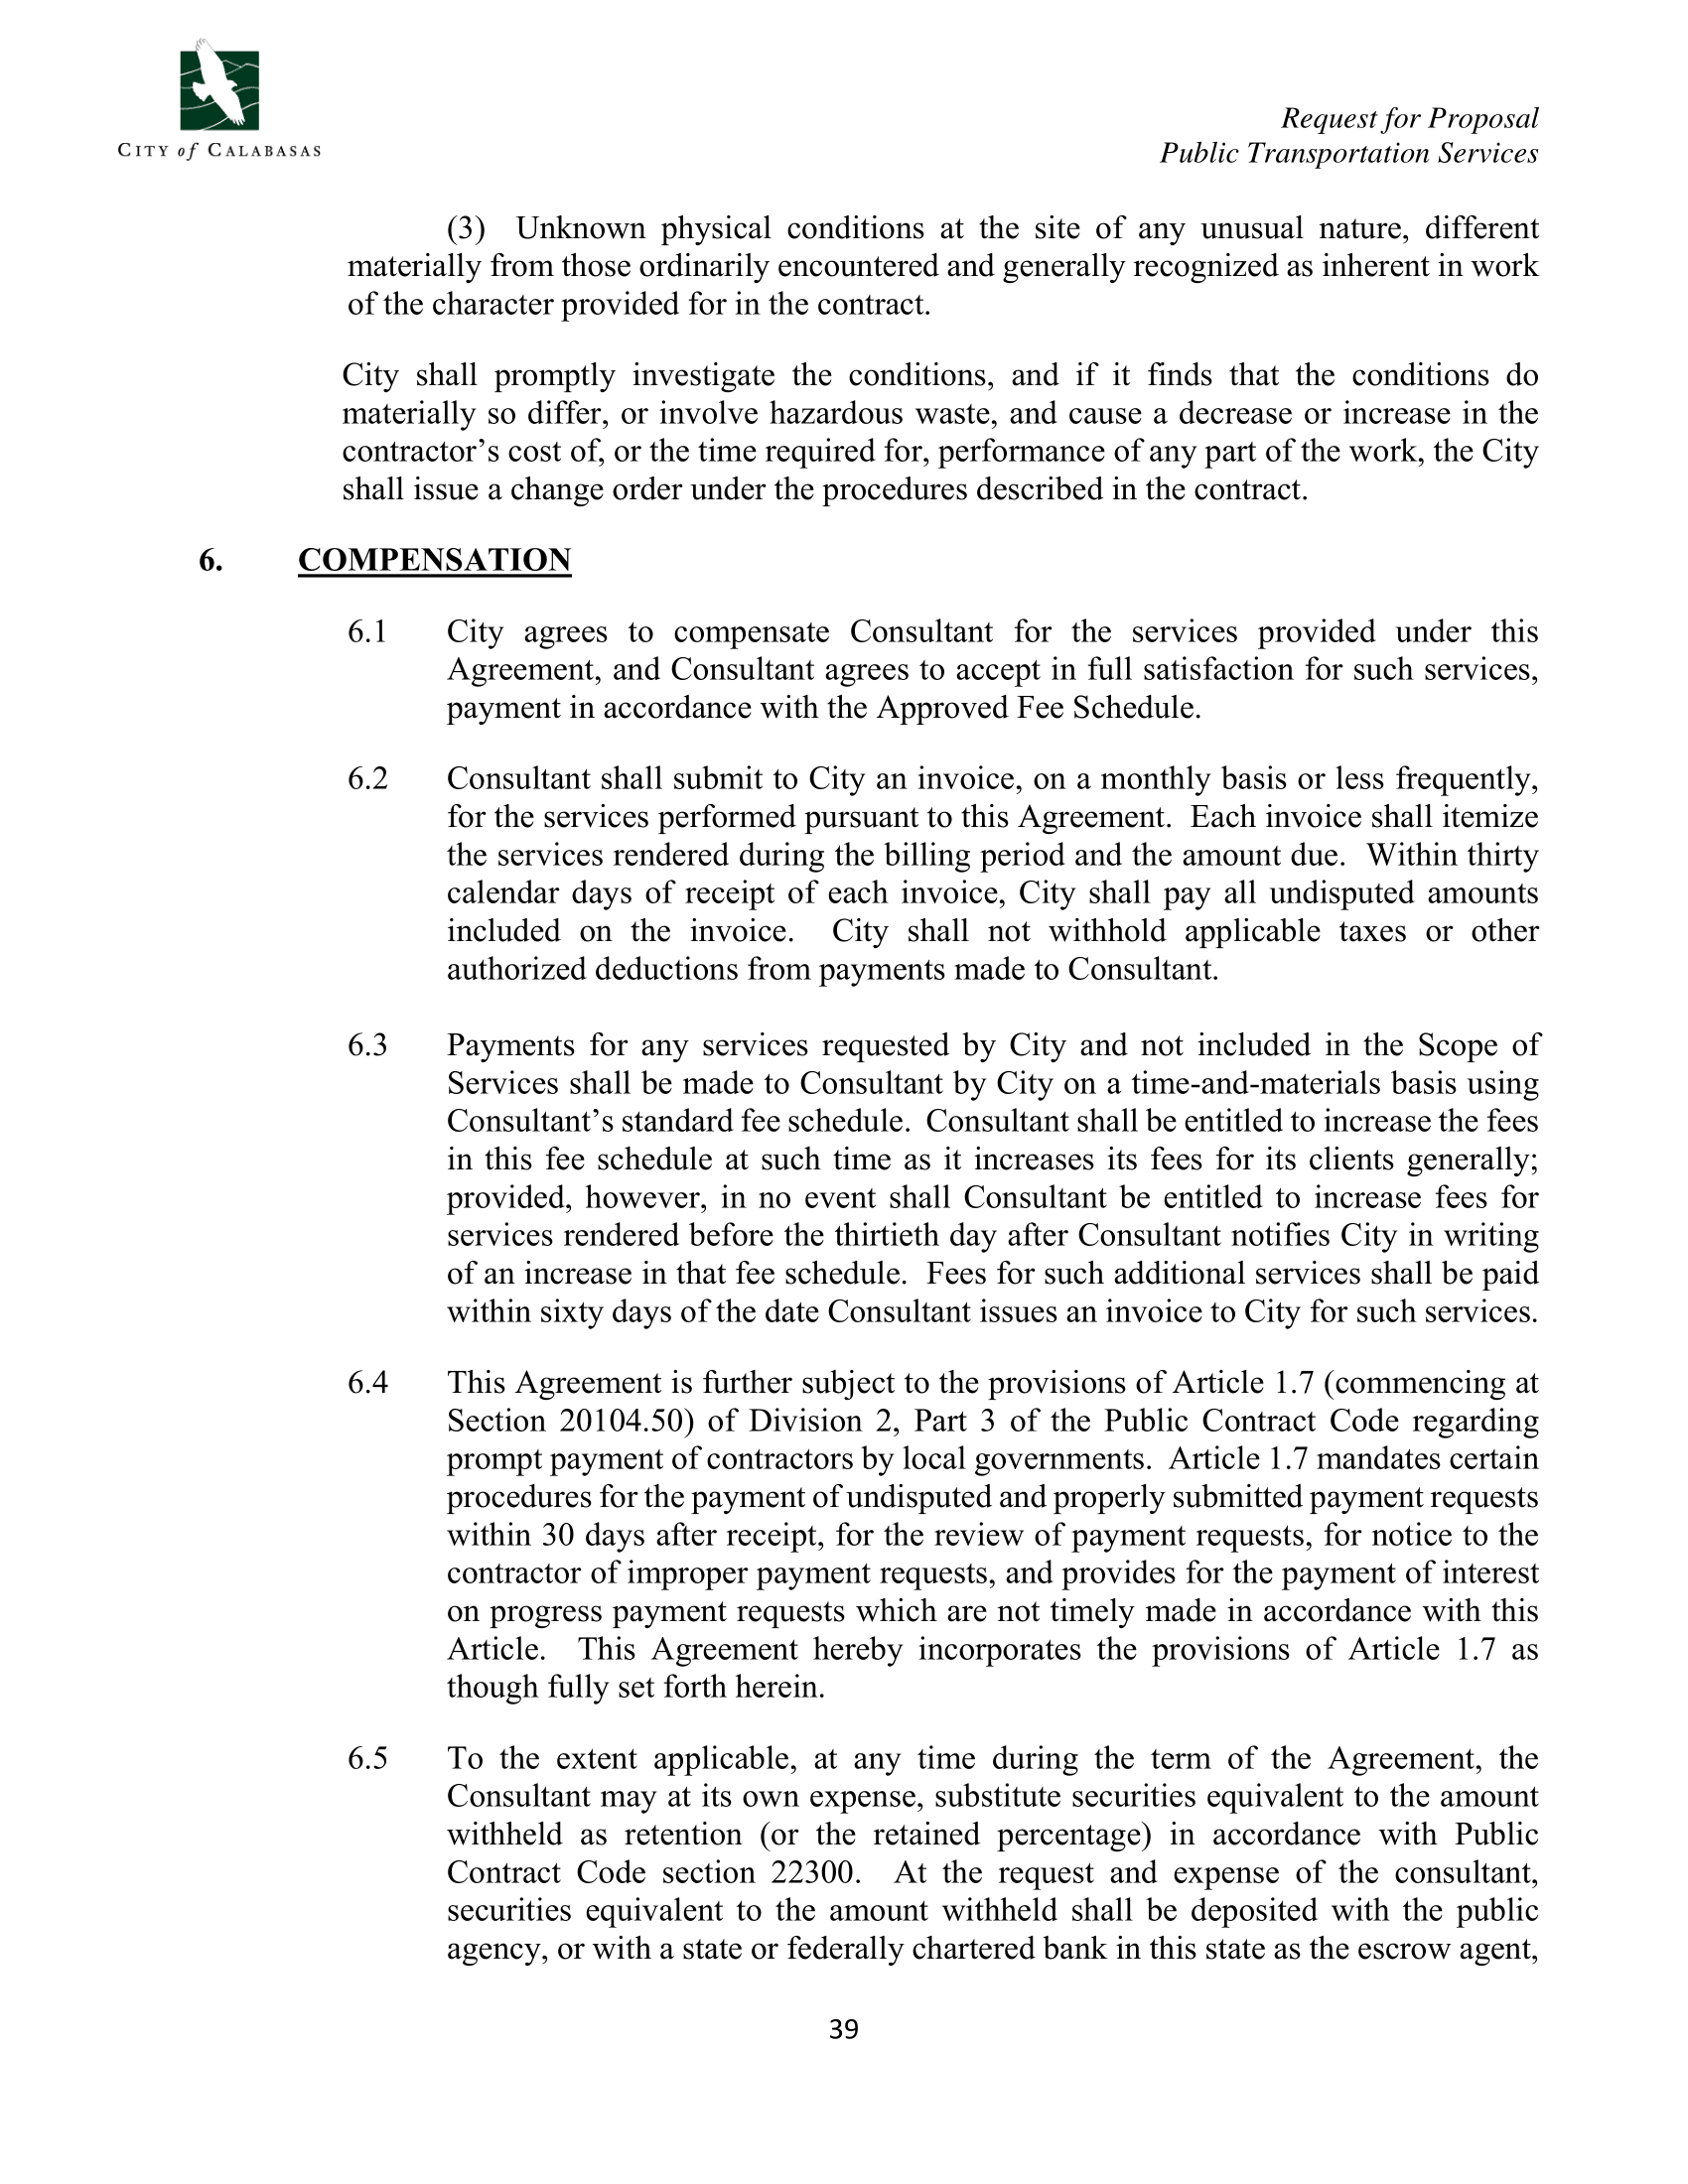 CITY of CALABASAS
Request for Proposal
Public Transportation Services
(3) Unknown physical conditions at the site of any unusual nature, different
materially from those ordinarily encountered and generally recognized as inherent in work
of the character provided for in the contract.
City shall promptly investigate the conditions, and if it finds that the conditions do
materially so differ, or involve hazardous waste, and cause a decrease or increase in the
contractor’s cost of, or the time required for, performance of any part of the work, the City
shall issue a change order under the procedures described in the contract.
6. COMPENSATION
6.1 City agrees to compensate Consultant for the services provided under this
Agreement, and Consultant agrees to accept in full satisfaction for such services,
payment in accordance with the Approved Fee Schedule.
6.2 Consultant shall submit to City an invoice, on a monthly basis or less frequently,
for the services performed pursuant to this Agreement. Each invoice shall itemize
the services rendered during the billing period and the amount due. Within thirty
calendar days of receipt of each invoice, City shall pay all undisputed amounts
included on the invoice. City shall not withhold applicable taxes or other
authorized deductions from payments made to Consultant.
6.3 Payments for any services requested by City and not included in the Scope of
Services shall be made to Consultant by City on a time-and-materials basis using
Consultant’s standard fee schedule. Consultant shall be entitled to increase the fees
in this fee schedule at such time as it increases its fees for its clients generally;
provided, however, in no event shall Consultant be entitled to increase fees for
services rendered before the thirtieth day after Consultant notifies City in writing
of an increase in that fee schedule. Fees for such additional services shall be paid
within sixty days of the date Consultant issues an invoice to City for such services.
6.4 This Agreement is further subject to the provisions of Article 1.7 (commencing at
Section 20104.50) of Division 2, Part 3 of the Public Contract Code regarding
prompt payment of contractors by local governments. Article 1.7 mandates certain
procedures for the payment of undisputed and properly submitted payment requests
within 30 days after receipt, for the review of payment requests, for notice to the
contractor of improper payment requests, and provides for the payment of interest
on progress payment requests which are not timely made in accordance with this
Article. This Agreement hereby incorporates the provisions of Article 1.7 as
though fully set forth herein.
6.5 To the extent applicable, at any time during the term of the Agreement, the
Consultant may at its own expense, substitute securities equivalent to the amount
withheld as retention (or the retained percentage) in accordance with Public
Contract Code section 22300. At the request and expense of the consultant,
securities equivalent to the amount withheld shall be deposited with the public
agency, or with a state or federally chartered bank in this state as the escrow agent,
39